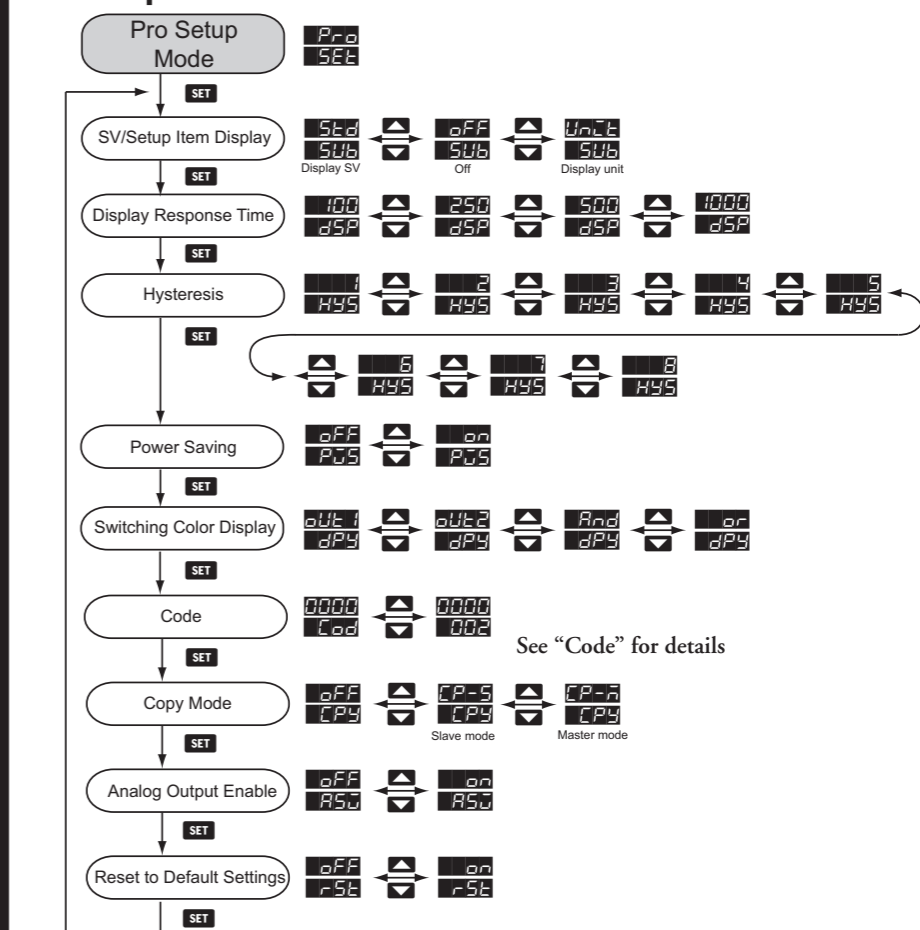 Pro Setup
Mode
Pro
SEt
SET
SV/Setup Item Display
Std oFF Unit
SUb SUb SUb
Display SV Off Display unit
SET
Display Response Time
100 250 500 1000
dSP dSP dSP dSP
SET
Hysteresis
1 2 3 4 5
HYS HYS HYS HYS HYS
SET
6 7 8
HYS HYS HYS
Power Saving
oFF on
SET
Switching Color Display
oUt1 oUt2 And or
dPY dPY dPY dPY
SET
Code
0000 0000
Cod 002
See “Code” for details
SET
Copy Mode
oFF CP-S
CPY CPY CPY
Slave mode Master mode
SET
Analog Output Enable
oFF on
SET
Reset to Default Settings
oFF on
rSt rSt
SET